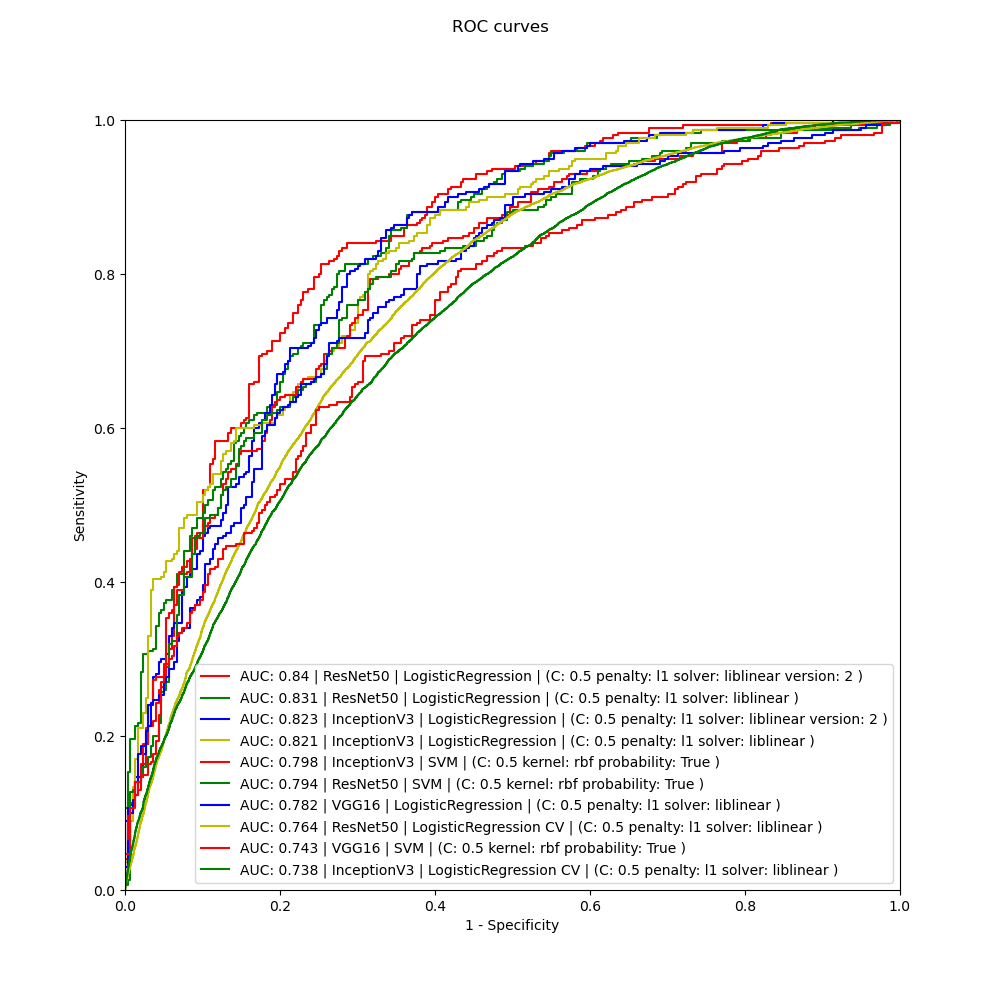 ROC curves
1.0
0.8
0.6
0.4
0.2
0.0
Sensitivity
AUC: 0.84 | ResNet50 | LogisticRegression | (C: 0.5 penalty: l1 solver: liblinear version: 2 )
AUC: 0.831 | ResNet50 | LogisticRegression | (C: 0.5 penalty: l1 solver: liblinear )
AUC: 0.823 | InceptionV3 | LogisticRegression | (C: 0.5 penalty: l1 solver: liblinear version: 2 )
AUC: 0.821 | InceptionV3 | LogisticRegression | (C: 0.5 penalty: l1 solver: liblinear )
AUC: 0.798 | InceptionV3 | SVM | (C: 0.5 kernel: rbf probability: True )
AUC: 0.794 | ResNet50 | SVM | (C: 0.5 kernel: rbf probability: True )
AUC: 0.782 | VGG16 | LogisticRegression | (C: 0.5 penalty: l1 solver: liblinear )
AUC: 0.764 | ResNet50 | LogisticRegression CV | (C: 0.5 penalty: l1 solver: liblinear )
AUC: 0.743 | VGG16 | SVM | (C: 0.5 kernel: rbf probability: True )
AUC: 0.738 | InceptionV3 | LogisticRegression CV | (C: 0.5 penalty: l1 solver: liblinear )
0.0 0.2 0.4 0.6 0.8 1.0
1 - Specificity